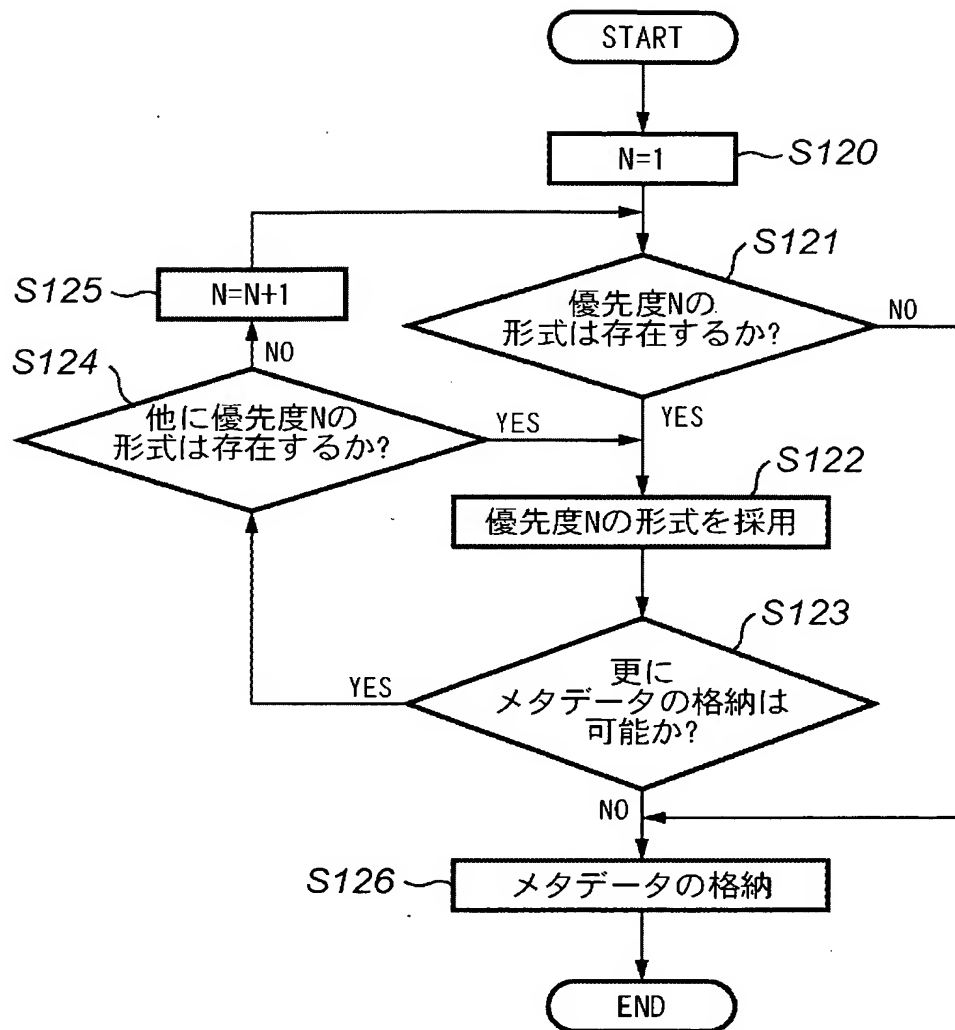 START
N=1
S120
S121
優先度Nの
形式は存在するか?
NO
YES
S125
N=N+1
NO
S124
他に優先度Nの
形式は存在するか?
YES
S122
優先度Nの形式を採用
S123
更に
メタデータの格納は
可能か?
YES
NO
S126
メタデータの格納
END